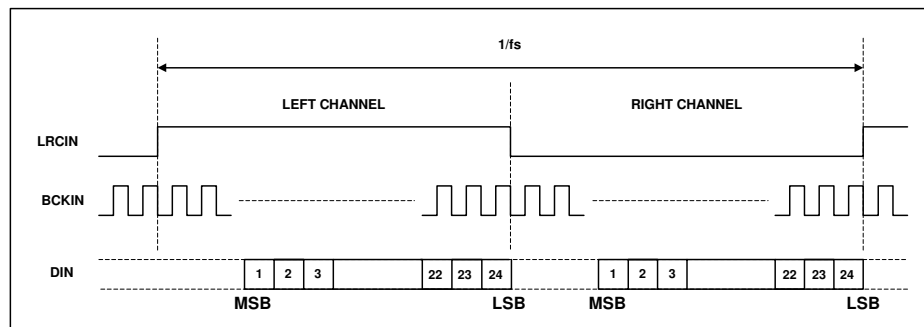 1/fs
LEFT CHANNEL RIGHT CHANNEL
LRCIN
BCKIN
DIN 1 2 3 22 23 24 1 2 3 22 23 24
MSB LSB MSB LSB